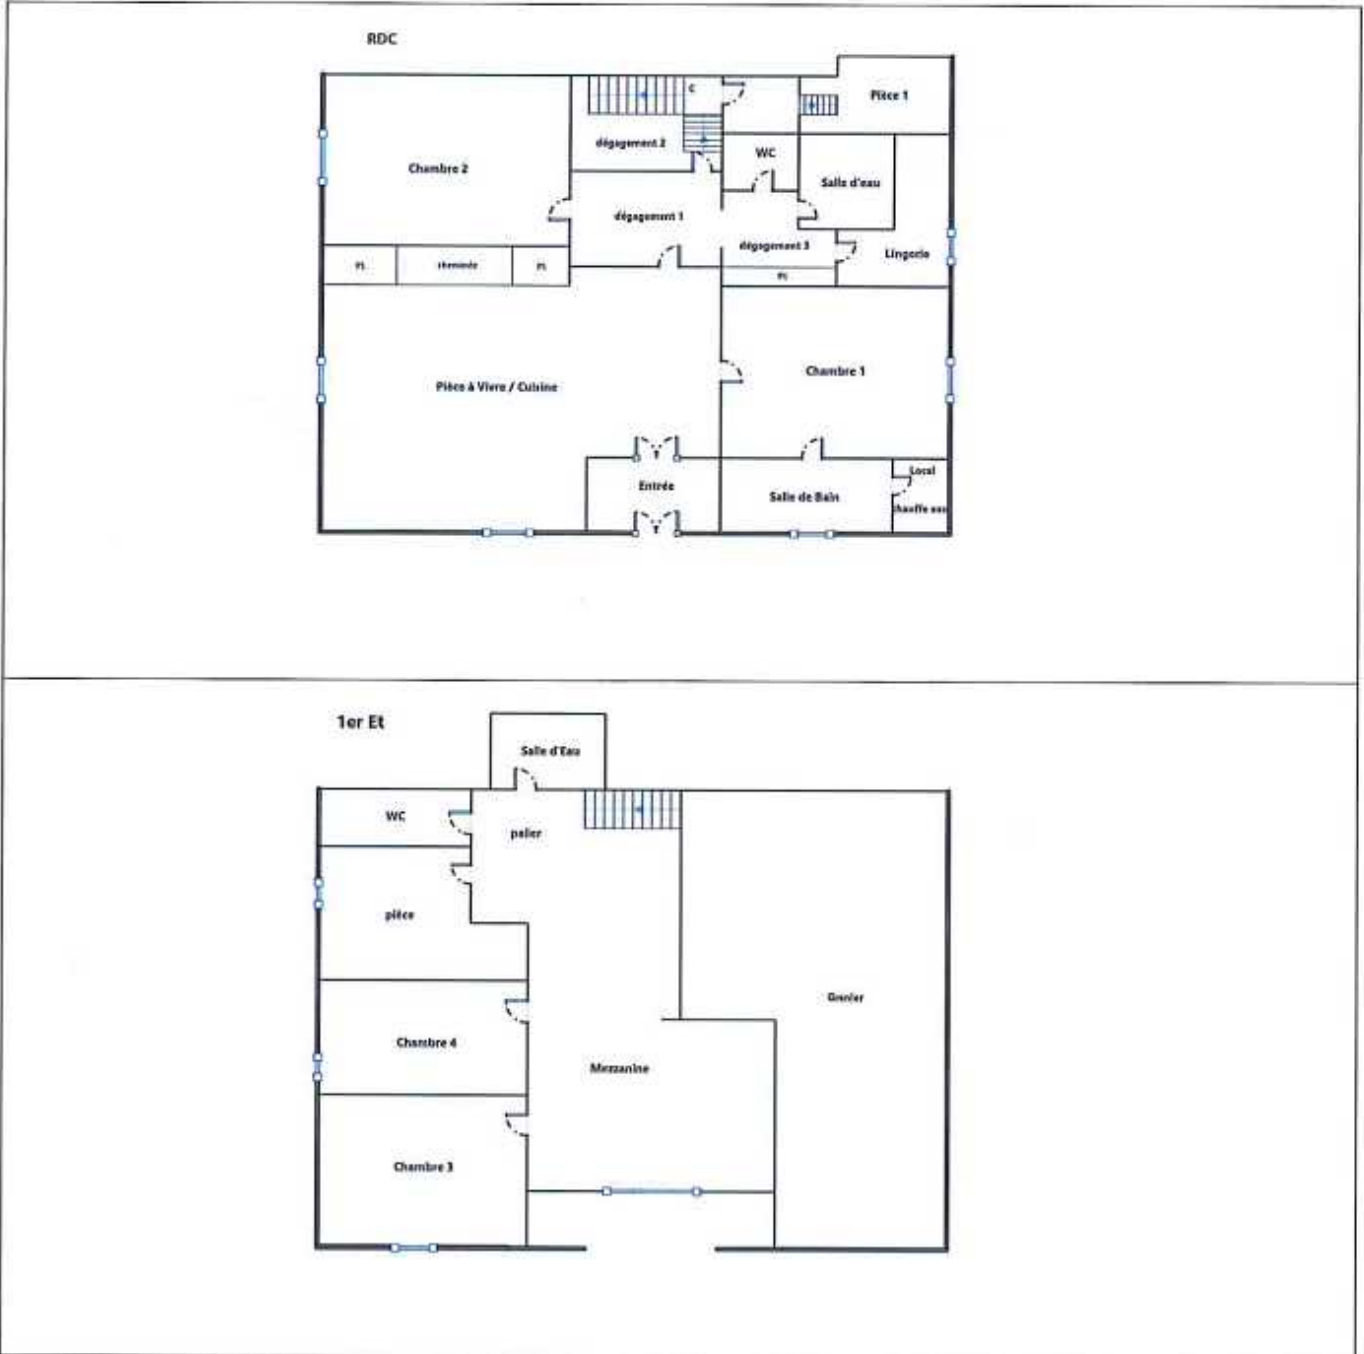 RDC
Pièce 1
C
dégagement 2
WC
Chambre 2
Salle d'eau
dégagement 1
dégagement 3
Lingerie
PL
cheminée
PL
PL
Chambre 1
Pièce à Vivre / Cuisine
Local
Entrée
Salle de Bain
chauffe eau
1er Et
Salle d'Eau
WC
palier
pièce
Grenier
Chambre 4
Mezzanine
Chambre 3